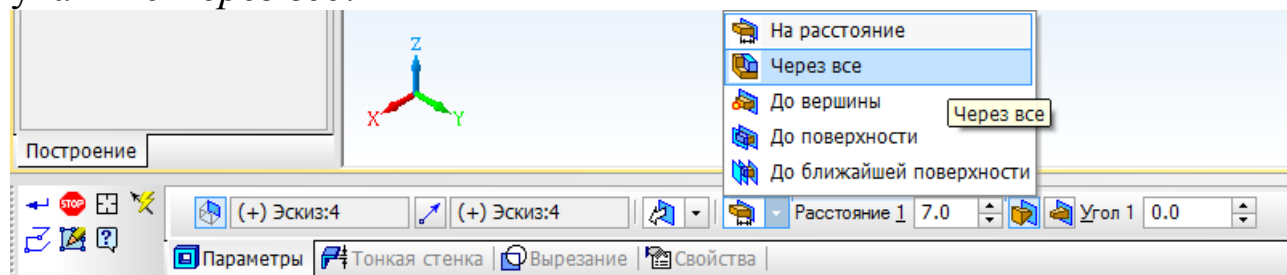 На расстояние
Через все
До вершины
Через все
До поверхности
До ближайшей поверхности
Z
X
Y
Построение
STOP
(+) Эскиз:4
(+) Эскиз:4
Расстояние 1
7.0
Угол 1
0.0
Параметры
Тонкая стенка
Вырезание
Свойства